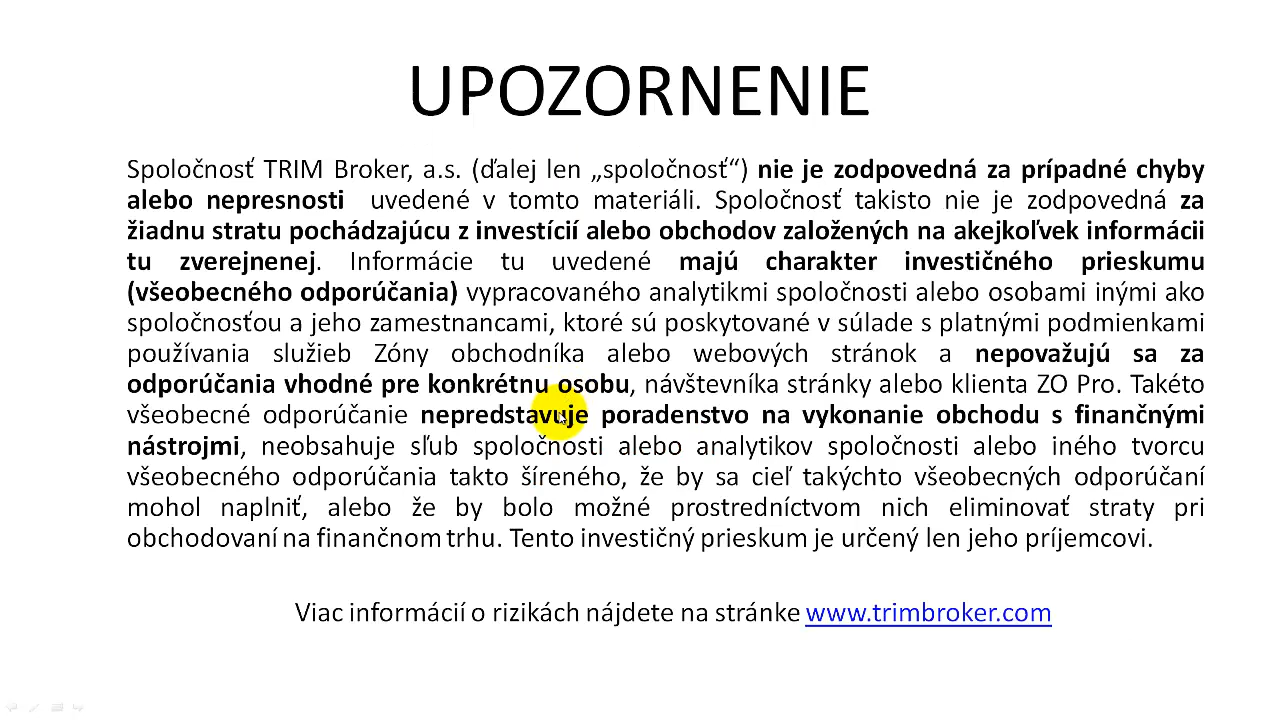 UPOZORNENIE
Spoločnosť TRIM Broker, a.s. (ďalej len „spoločnosť“) nie je zodpovedná za prípadné chyby
alebo nepresnosti uvedené v tomto materiáli. Spoločnosť takisto nie je zodpovedná za
žiadnu stratu pochádzajúcu z investícií alebo obchodov založených na akejkoľvek informácii
tu zverejnenej. Informácie tu uvedené majú charakter investičného prieskumu
(všeobecného odporúčania) vypracovaného analytikmi spoločnosti alebo osobami inými ako
spoločnosťou a jeho zamestnancami, ktoré sú poskytované v súlade s platnými podmienkami
používania služieb Zóny obchodníka alebo webových stránok a nepovažujú sa za
odporúčania vhodné pre konkrétnu osobu, návštevníka stránky alebo klienta ZO Pro. Takéto
všeobecné odporúčanie nepredstavuje poradenstvo na vykonanie obchodu s finančnými
nástrojmi, neobsahuje sľub spoločnosti alebo analytikov spoločnosti alebo iného tvorcu
všeobecného odporúčania takto šíreného, že by sa cieľ takýchto všeobecných odporúčaní
mohol naplniť, alebo že by bolo možné prostredníctvom nich eliminovať straty pri
obchodovaní na finančnom trhu. Tento investičný prieskum je určený len jeho príjemcovi.
Viac informácií o rizikách nájdete na stránke www.trimbroker.com